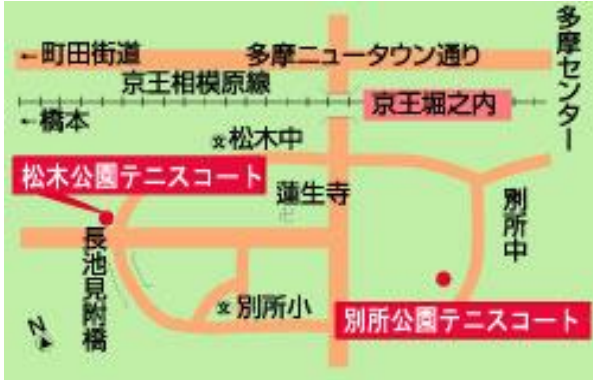 ←町田街道
多摩ニュータウン通り
多摩センター
京王相模原線
京王堀之内
←橋本
文松木中
松木公園テニスコート
蓮生寺
卍
別所中
長池見附橋
文別所小
別所公園テニスコート
N